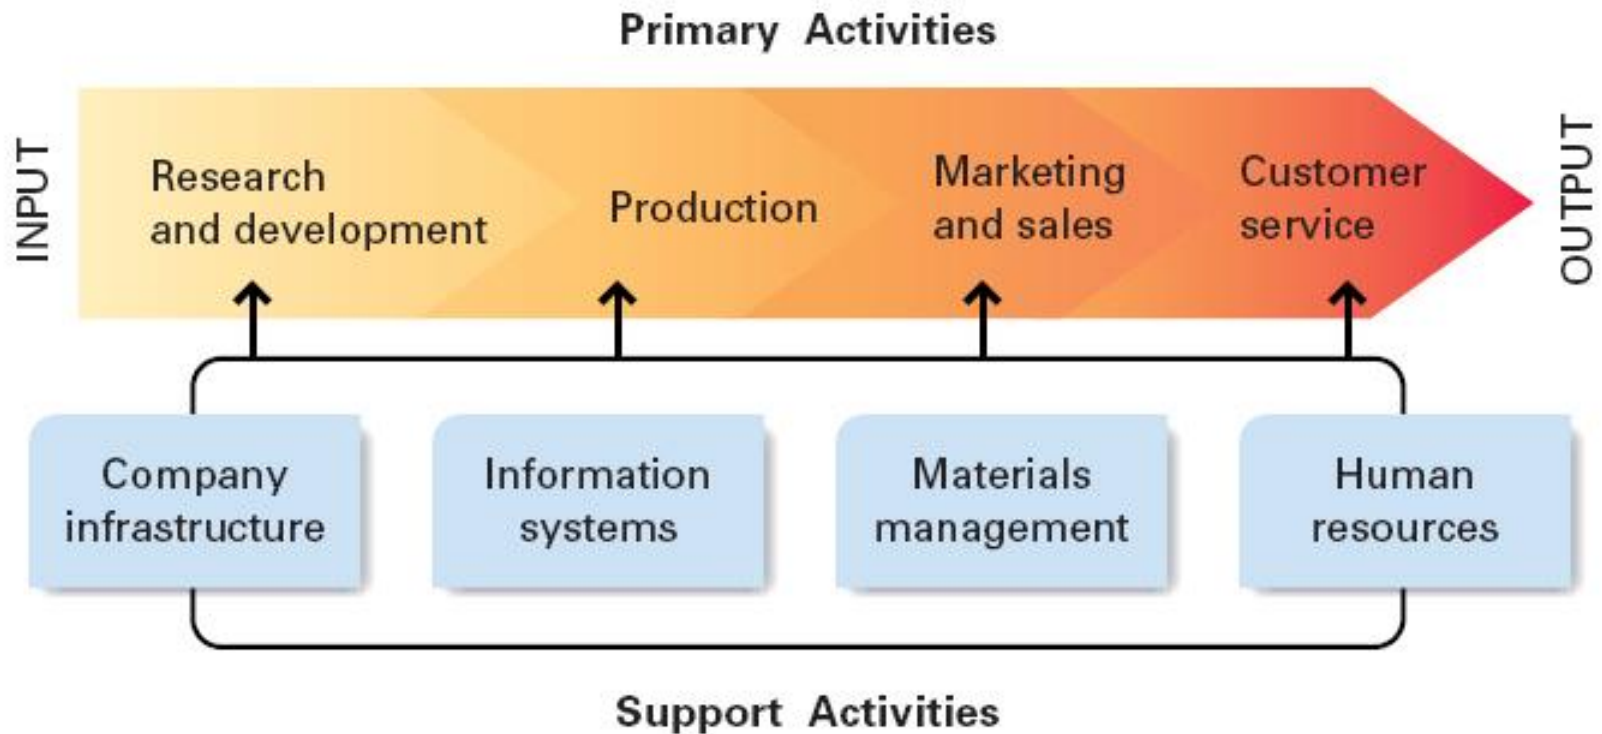 Primary Activities
INPUT
Research
and development
Production
Marketing
and sales
Customer
service
OUTPUT
Company
infrastructure
Information
systems
Materials
management
Human
resources
Support Activities